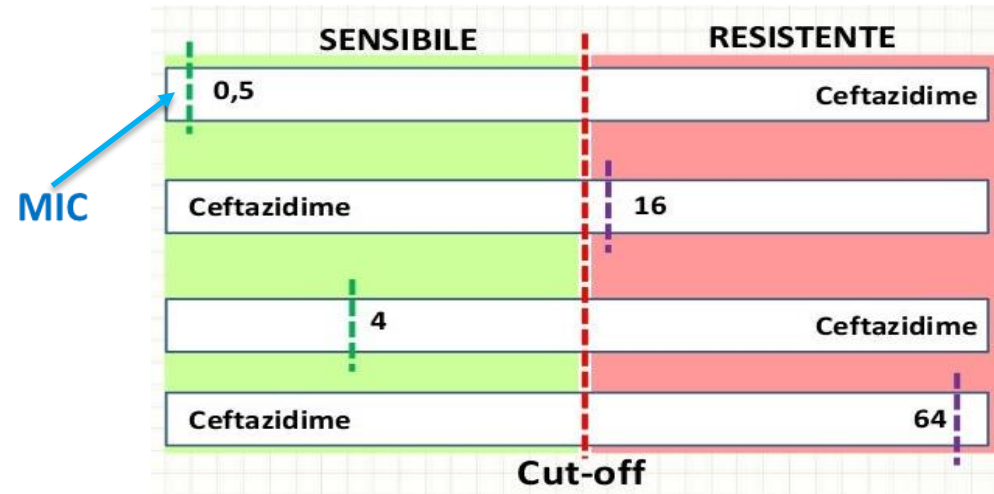 SENSIBILE RESISTENTE
0,5 Ceftazidime
MIC
Ceftazidime 16
4 Ceftazidime
Ceftazidime 64
Cut-off